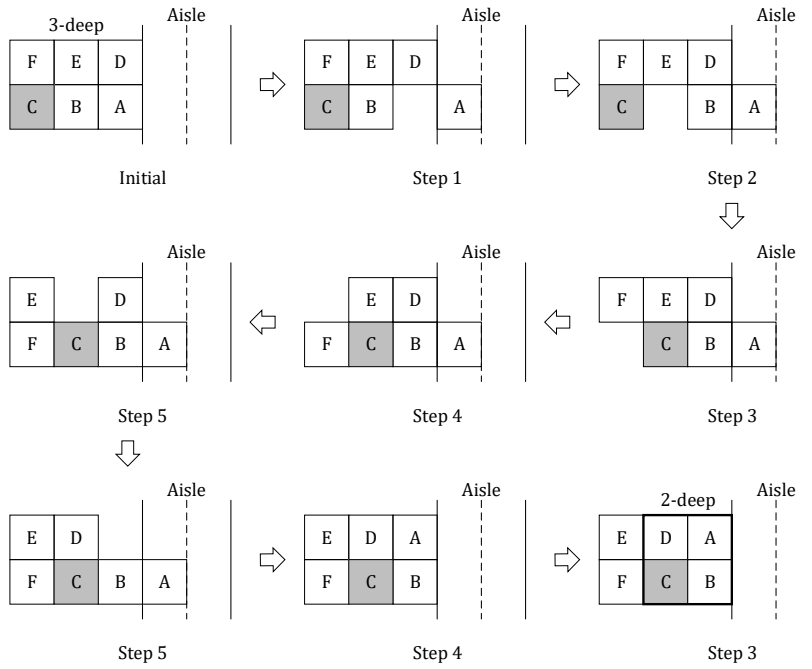 3-deep
Aisle
Aisle
Aisle
F E D
C B A
F E D
C B A
F E D
C B A
Initial
Step 1
Step 2
Aisle
Aisle
Aisle
E D
F C B A
E D
F C B A
F E D
C B A
Step 5
Step 4
Step 3
Aisle
Aisle
2-deep
Aisle
E D
F C B A
E D A
F C B
E D A
F C B
Step 5
Step 4
Step 3